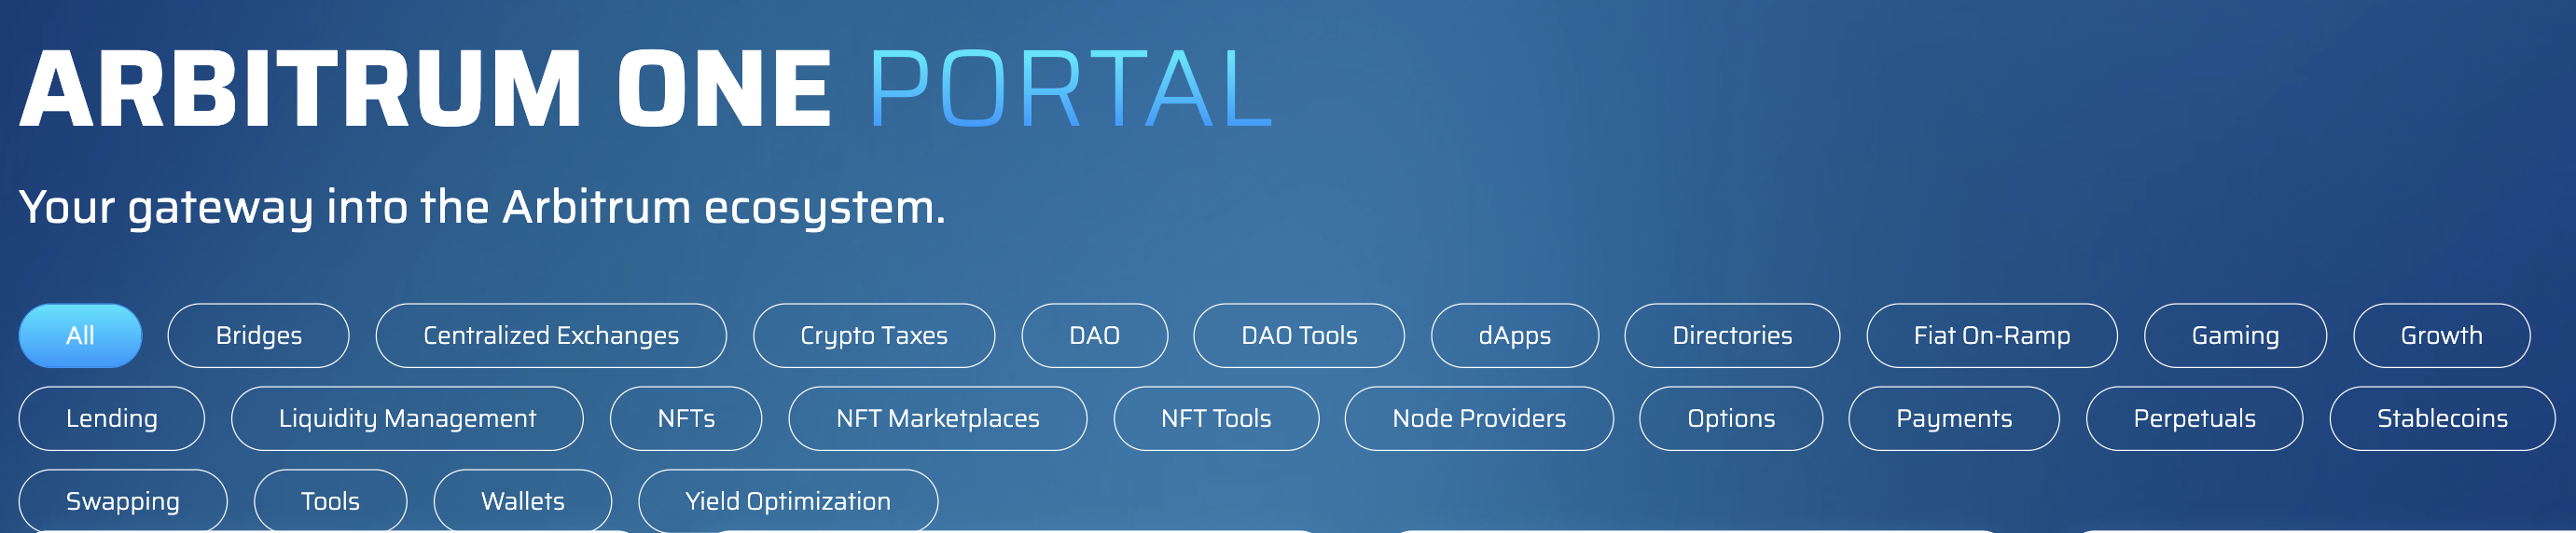 ARBITRUM ONE PORTAL
Your gateway into the Arbitrum ecosystem.
All Bridges Centralized Exchanges Crypto Taxes DAO DAO Tools dApps Directories Fiat On-Ramp Gaming Growth
Lending Liquidity Management NFTs NFT Marketplaces NFT Tools Node Providers Options Payments Perpetuals Stablecoins
Swapping Tools Wallets Yield Optimization